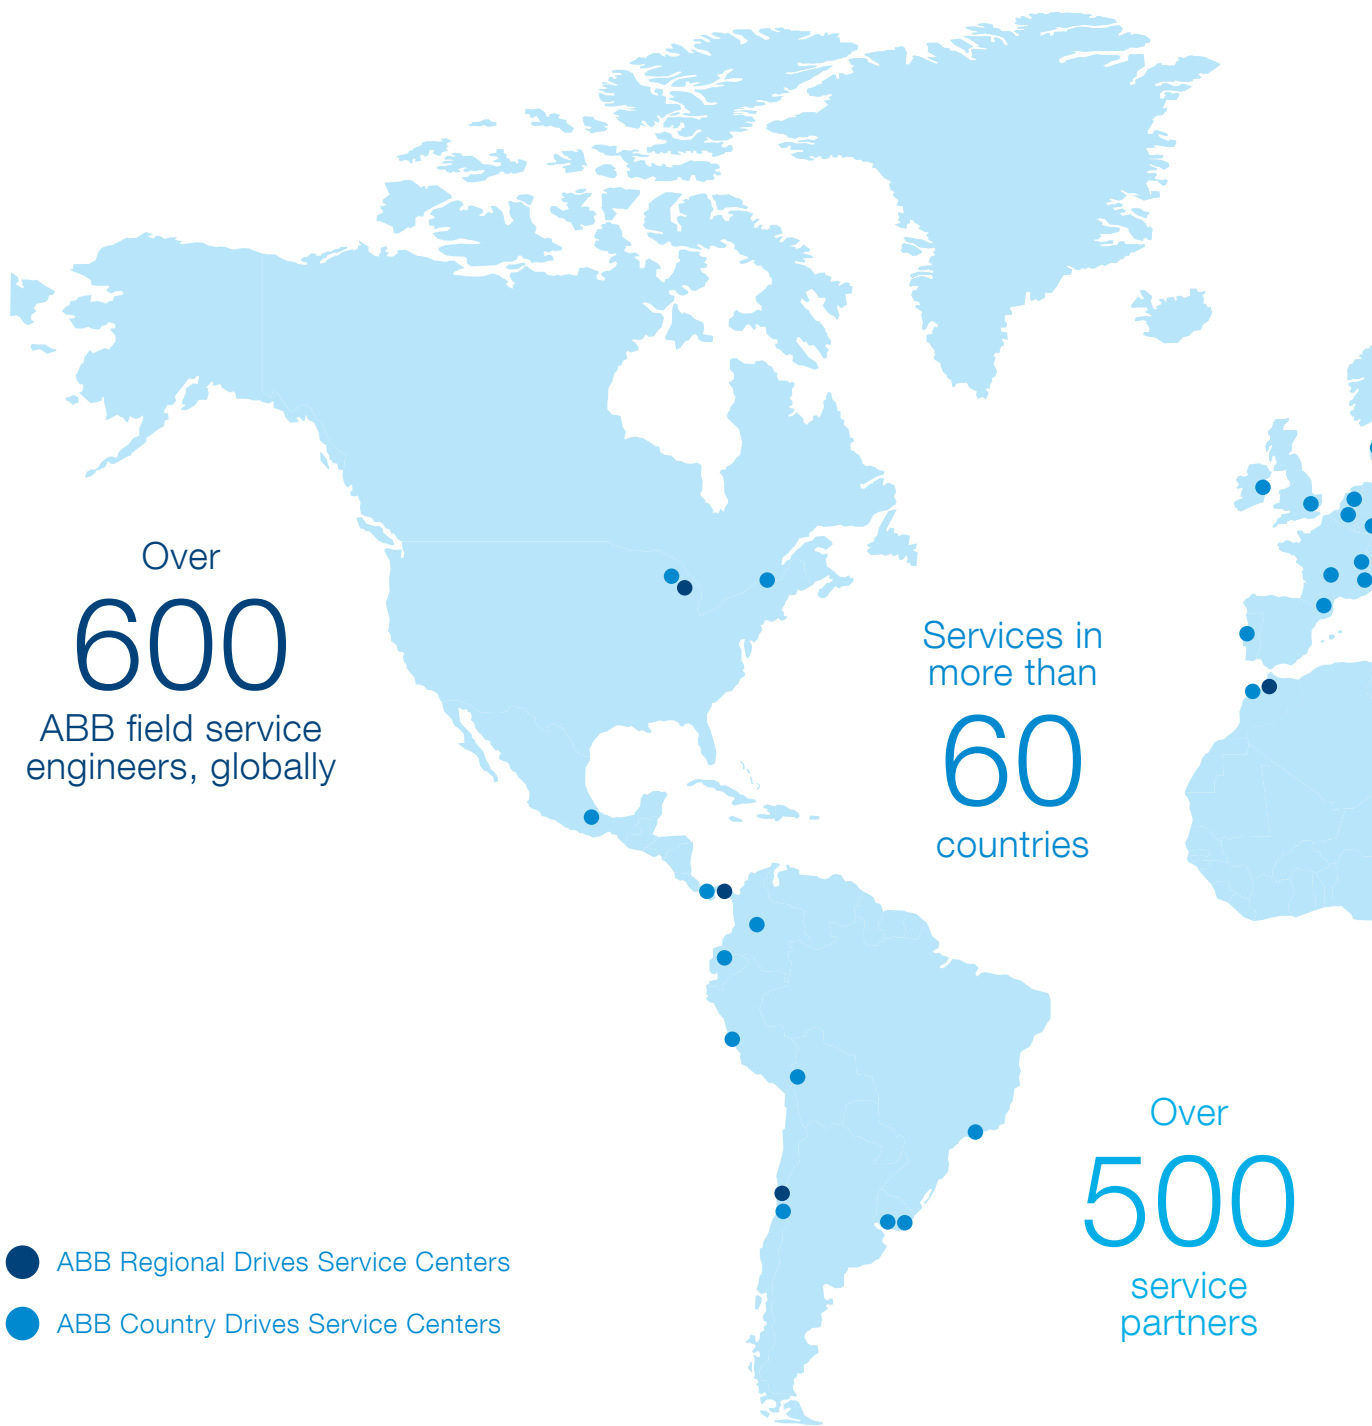 Over
600
ABB field service
engineers, globally
Services in
more than
60
countries
Over
500
service
partners
ABB Regional Drives Service Centers
ABB Country Drives Service Centers